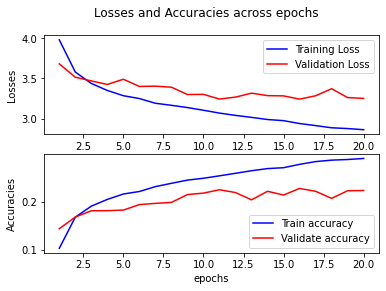 Losses and Accuracies across epochs
4.0
3.5
3.0
Losses
Training Loss
Validation Loss
2.5 5.0 7.5 10.0 12.5 15.0 17.5 20.0
0.2
0.1
Accuracies
Train accuracy
Validate accuracy
2.5 5.0 7.5 10.0 12.5 15.0 17.5 20.0
epochs